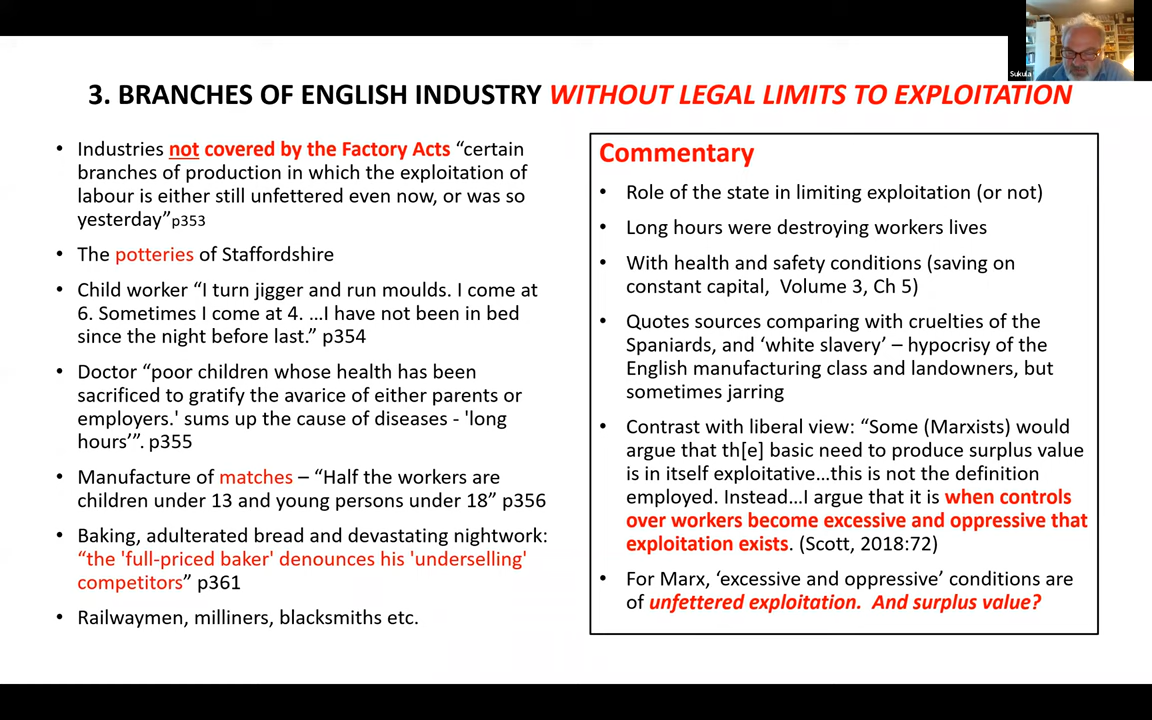 Sukula
3. BRANCHES OF ENGLISH INDUSTRY WITHOUT LEGAL LIMITS TO EXPLOITATION
• Industries not covered by the Factory Acts “certain
branches of production in which the exploitation of
labour is either still unfettered even now, or was so
yesterday”p353
• The potteries of Staffordshire
• Child worker “I turn jigger and run moulds. I come at
6. Sometimes I come at 4. …I have not been in bed
since the night before last.” p354
• Doctor “poor children whose health has been
sacrificed to gratify the avarice of either parents or
employers.' sums up the cause of diseases - 'long
hours’”. p355
• Manufacture of matches – “Half the workers are
children under 13 and young persons under 18” p356
• Baking, adulterated bread and devastating nightwork:
“the 'full-priced baker' denounces his 'underselling'
competitors” p361
• Railwaymen, milliners, blacksmiths etc.
Commentary
• Role of the state in limiting exploitation (or not)
• Long hours were destroying workers lives
• With health and safety conditions (saving on
constant capital, Volume 3, Ch 5)
• Quotes sources comparing with cruelties of the
Spaniards, and ‘white slavery’ – hypocrisy of the
English manufacturing class and landowners, but
sometimes jarring
• Contrast with liberal view: “Some (Marxists) would
argue that th[e] basic need to produce surplus value
is in itself exploitative…this is not the definition
employed. Instead…I argue that it is when controls
over workers become excessive and oppressive that
exploitation exists. (Scott, 2018:72)
• For Marx, ‘excessive and oppressive’ conditions are
of unfettered exploitation. And surplus value?